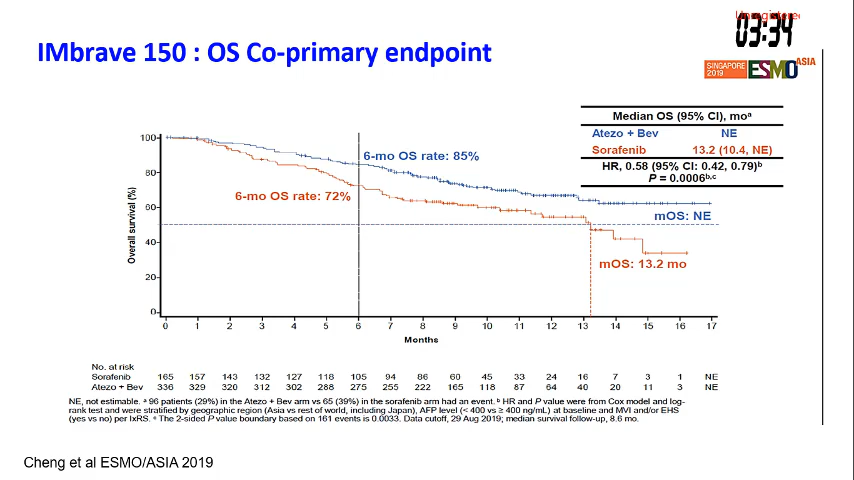 Unregistered
03:34
IMbrave 150 : OS Co-primary endpoint
SINGAPORE
2019
ESMO ASIA
Median OS (95% CI), moᵃ
Atezo + Bev NE
Sorafenib 13.2 (10.4, NE)
HR, 0.58 (95% CI: 0.42, 0.79)ᵇ
P = 0.0006ᵇ,ᶜ
Overall survival (%)
100
80
60
40
20
0
6-mo OS rate: 85%
6-mo OS rate: 72%
mOS: NE
mOS: 13.2 mo
0 1 2 3 4 5 6 7 8 9 10 11 12 13 14 15 16 17
Months
No. at risk
Sorafenib 165 157 143 132 127 118 105 94 86 60 45 33 24 16 7 3 1 NE
Atezo + Bev 336 329 320 312 302 288 275 255 222 165 118 87 64 40 20 11 3 NE
NE, not estimable. ᵃ 96 patients (29%) in the Atezo + Bev arm vs 65 (39%) in the sorafenib arm had an event. ᵇ HR and P value were from Cox model and log-
rank test and were stratified by geographic region (Asia vs rest of world, including Japan), AFP level (< 400 vs ≥ 400 ng/mL) at baseline and MVI and/or EHS
(yes vs no) per IxRS. ᶜ The 2-sided P value boundary based on 161 events is 0.0033. Data cutoff, 29 Aug 2019; median survival follow-up, 8.6 mo.
Cheng et al ESMO/ASIA 2019